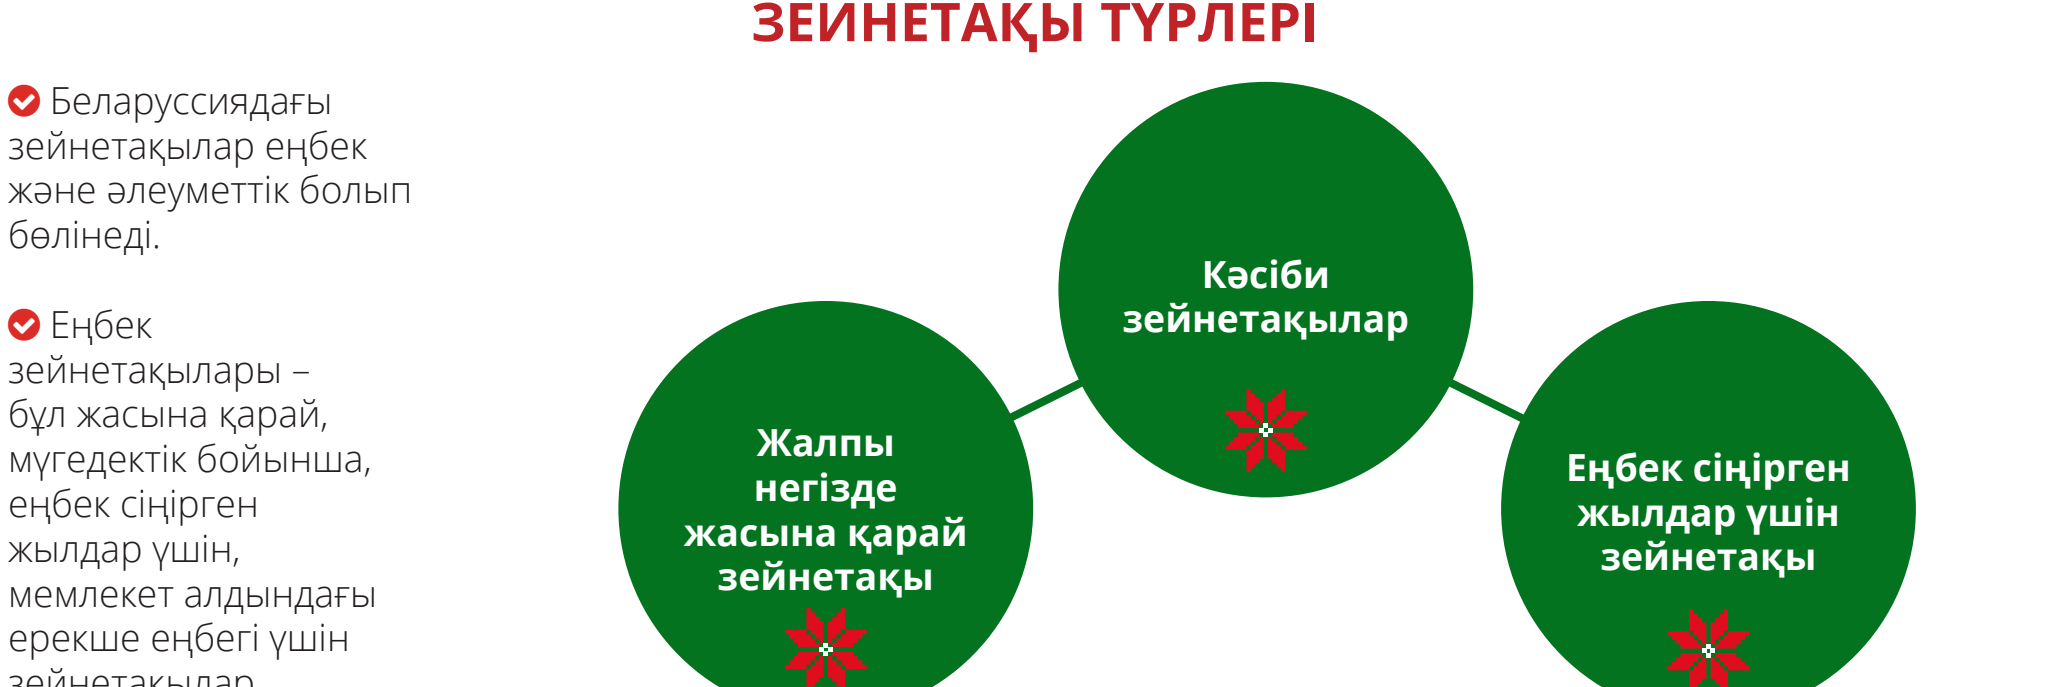 ЗЕЙНЕТАҚЫ ТҮРЛЕРІ
Беларуссиядағы
зейнетақылар еңбек
және әлеуметтік болып
бөлінеді.
Еңбек
зейнетақылары –
бұл жасына қарай,
мүгедектік бойынша,
еңбек сіңірген
жылдар үшін,
мемлекет алдындағы
ерекше еңбегі үшін
зейнетақылар
Кәсіби
зейнетақылар
Жалпы
негізде
жасына қарай
зейнетақы
Еңбек сіңірген
жылдар үшін
зейнетақы